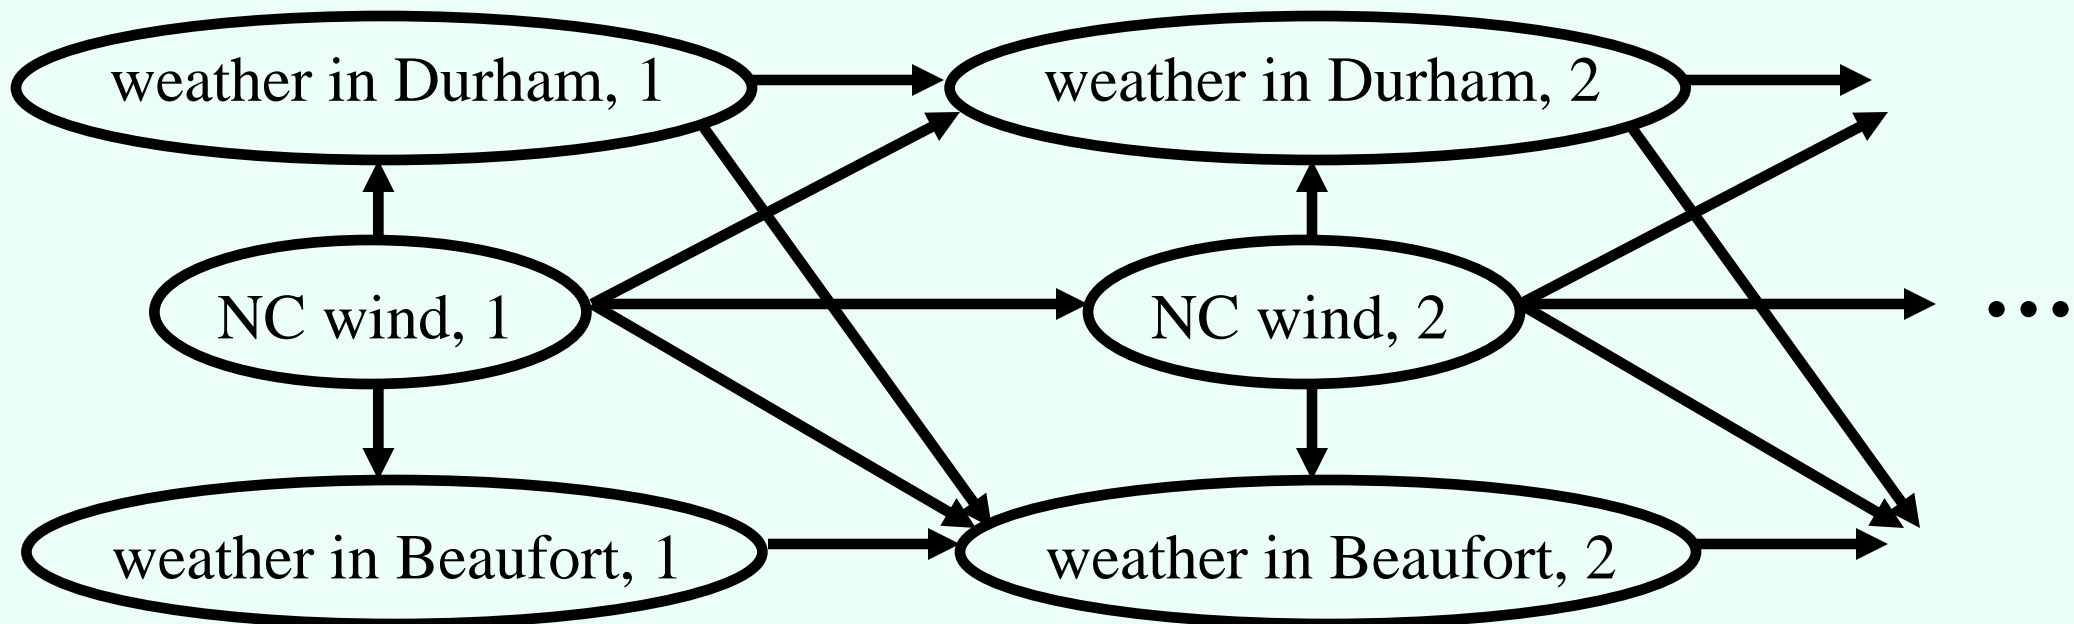 weather in Durham, 1
weather in Durham, 2
NC wind, 1
NC wind, 2
...
weather in Beaufort, 1
weather in Beaufort, 2